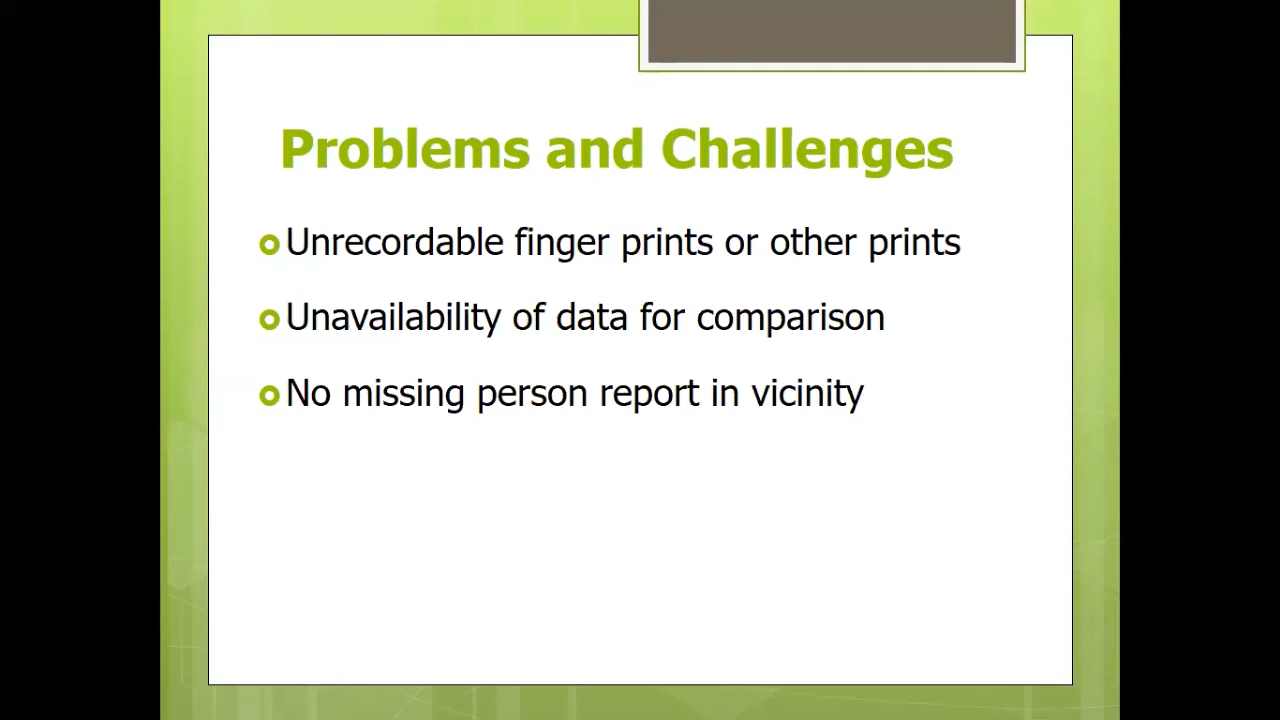 Problems and Challenges
Unrecordable finger prints or other prints
Unavailability of data for comparison
No missing person report in vicinity